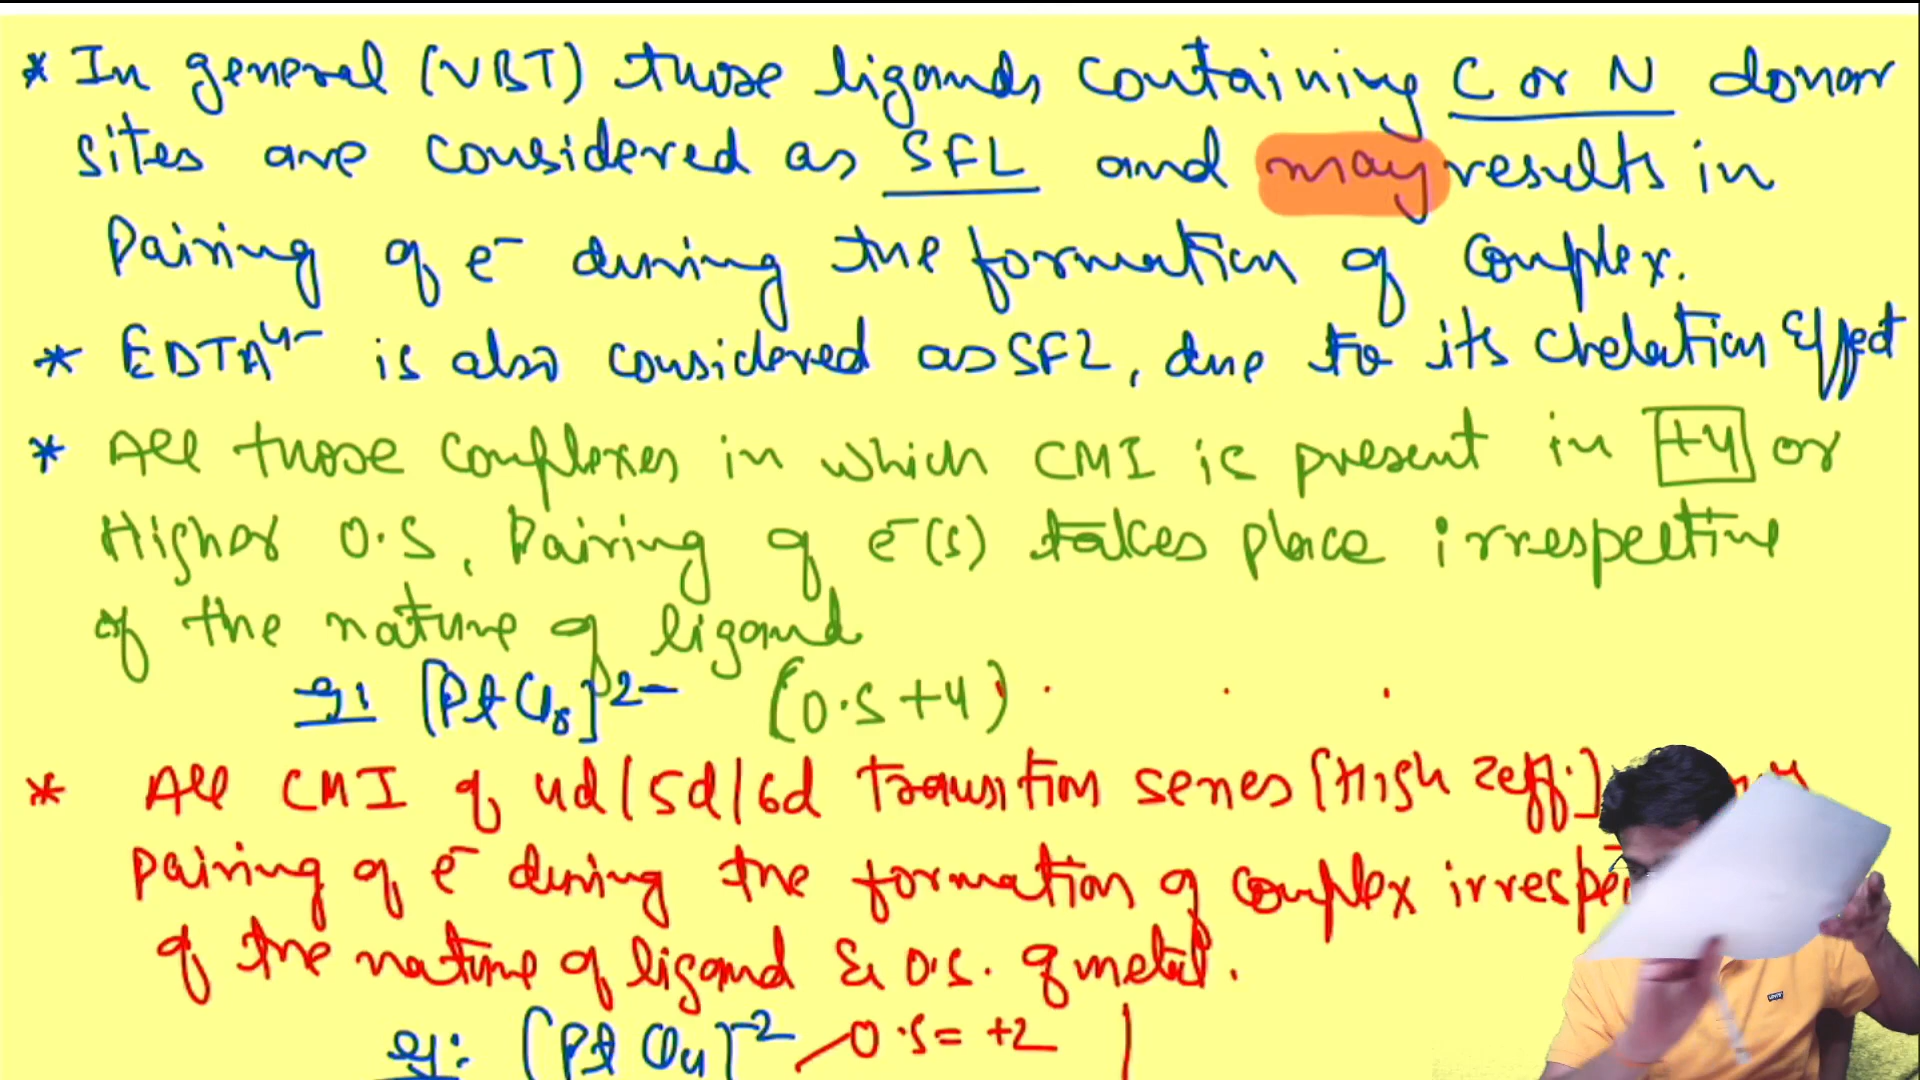 * In general (VBT) those ligands containing C or N donor
sites are considered as SFL and may results in
Pairing of e⁻ during the formation of complex.
* EDTA⁴⁻ is also considered as SFL, due to its chelation Effect
* All those complexes in which CMI is present in +4 or
Higher O.S, Pairing of e⁻(s) takes place irrespective
of the nature of ligand
eg: [PtCl₆]²⁻ (O.S +4)
* All CMI of 4d/5d/6d transition series [High Zeff.]
pairing of e⁻ during the formation of complex
of the nature of ligand & O.S. of metal.
eg: [PtCl₄]⁻² O.S = +2